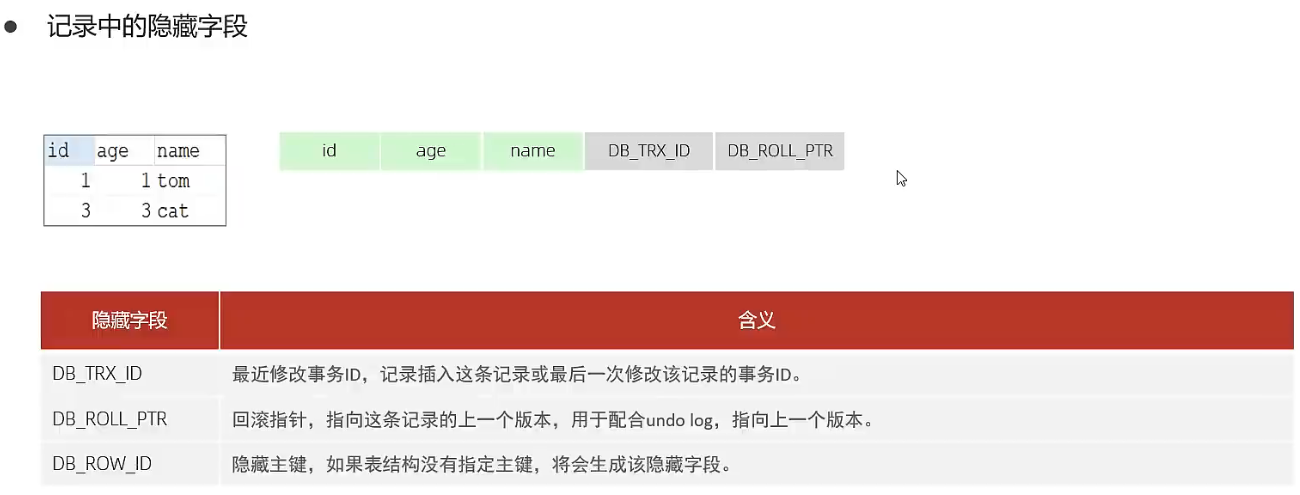 记录中的隐藏字段
id age name
1 1 tom
3 3 cat
id age name DB_TRX_ID DB_ROLL_PTR
隐藏字段 含义
DB_TRX_ID 最近修改事务ID，记录插入这条记录或最后一次修改该记录的事务ID。
DB_ROLL_PTR 回滚指针，指向这条记录的上一个版本，用于配合undo log，指向上一个版本。
DB_ROW_ID 隐藏主键，如果表结构没有指定主键，将会生成该隐藏字段。